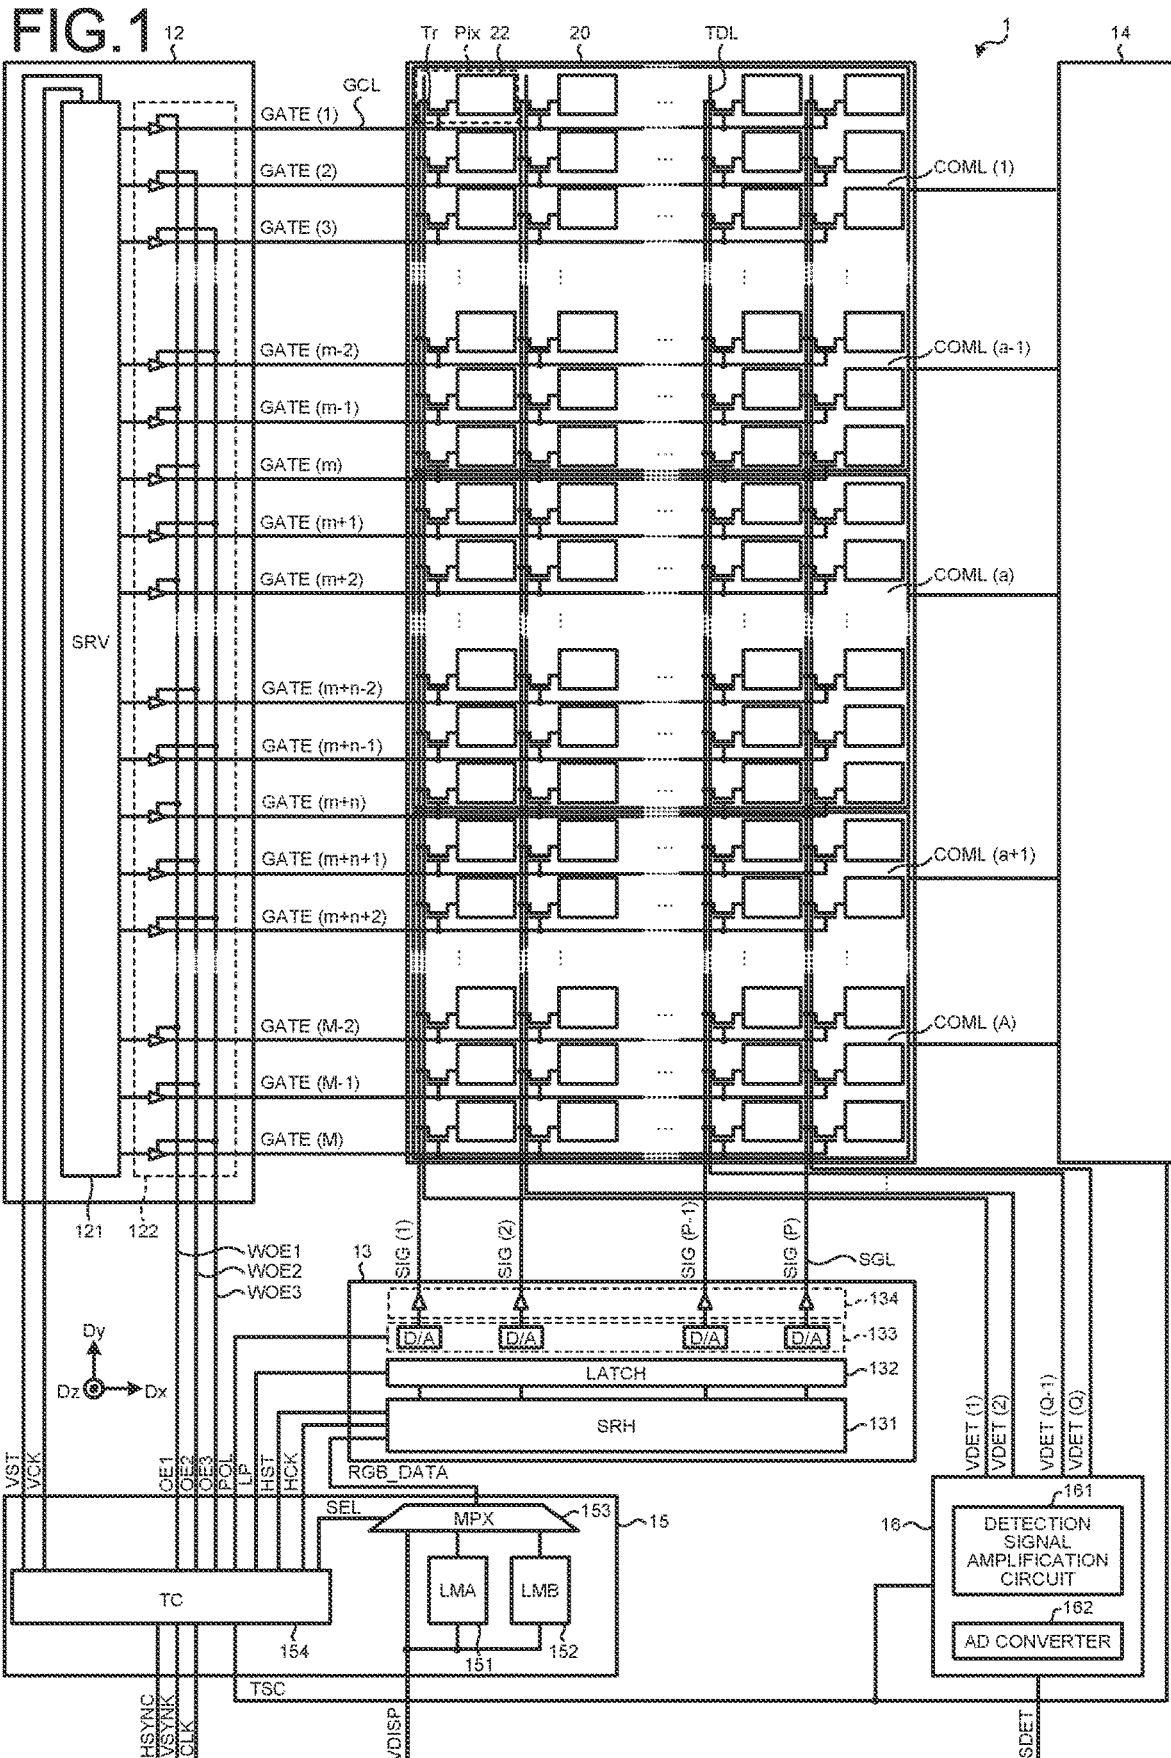 FIG.1
12
Tr
Pix
22
20
TDL
1
14
GCL
GATE (1)
GATE (2)
COML (1)
GATE (3)
GATE (m-2)
COML (a-1)
GATE (m-1)
GATE (m)
GATE (m+1)
GATE (m+2)
COML (a)
SRV
GATE (m+n-2)
GATE (m+n-1)
GATE (m+n)
GATE (m+n+1)
COML (a+1)
GATE (m+n+2)
GATE (M-2)
COML (A)
GATE (M-1)
GATE (M)
121
122
WOE1
WOE2
WOE3
13
SIG (1)
SIG (2)
SIG (P-1)
SIG (P)
SGL
134
D/A
D/A
D/A
D/A
133
Dy
Dz
Dx
LATCH
132
SRH
131
VDET (1)
VDET (2)
VDET (Q-1)
VDET (Q)
VST
VCK
OE1
OE2
OE3
POL
LP
HST
HCK
RGB_DATA
SEL
MPX
153
15
16
161
DETECTION
SIGNAL
AMPLIFICATION
CIRCUIT
TC
LMA
LMB
162
AD CONVERTER
154
151
152
TSC
HSYNC
VSYNK
CLK
VDISP
SDET